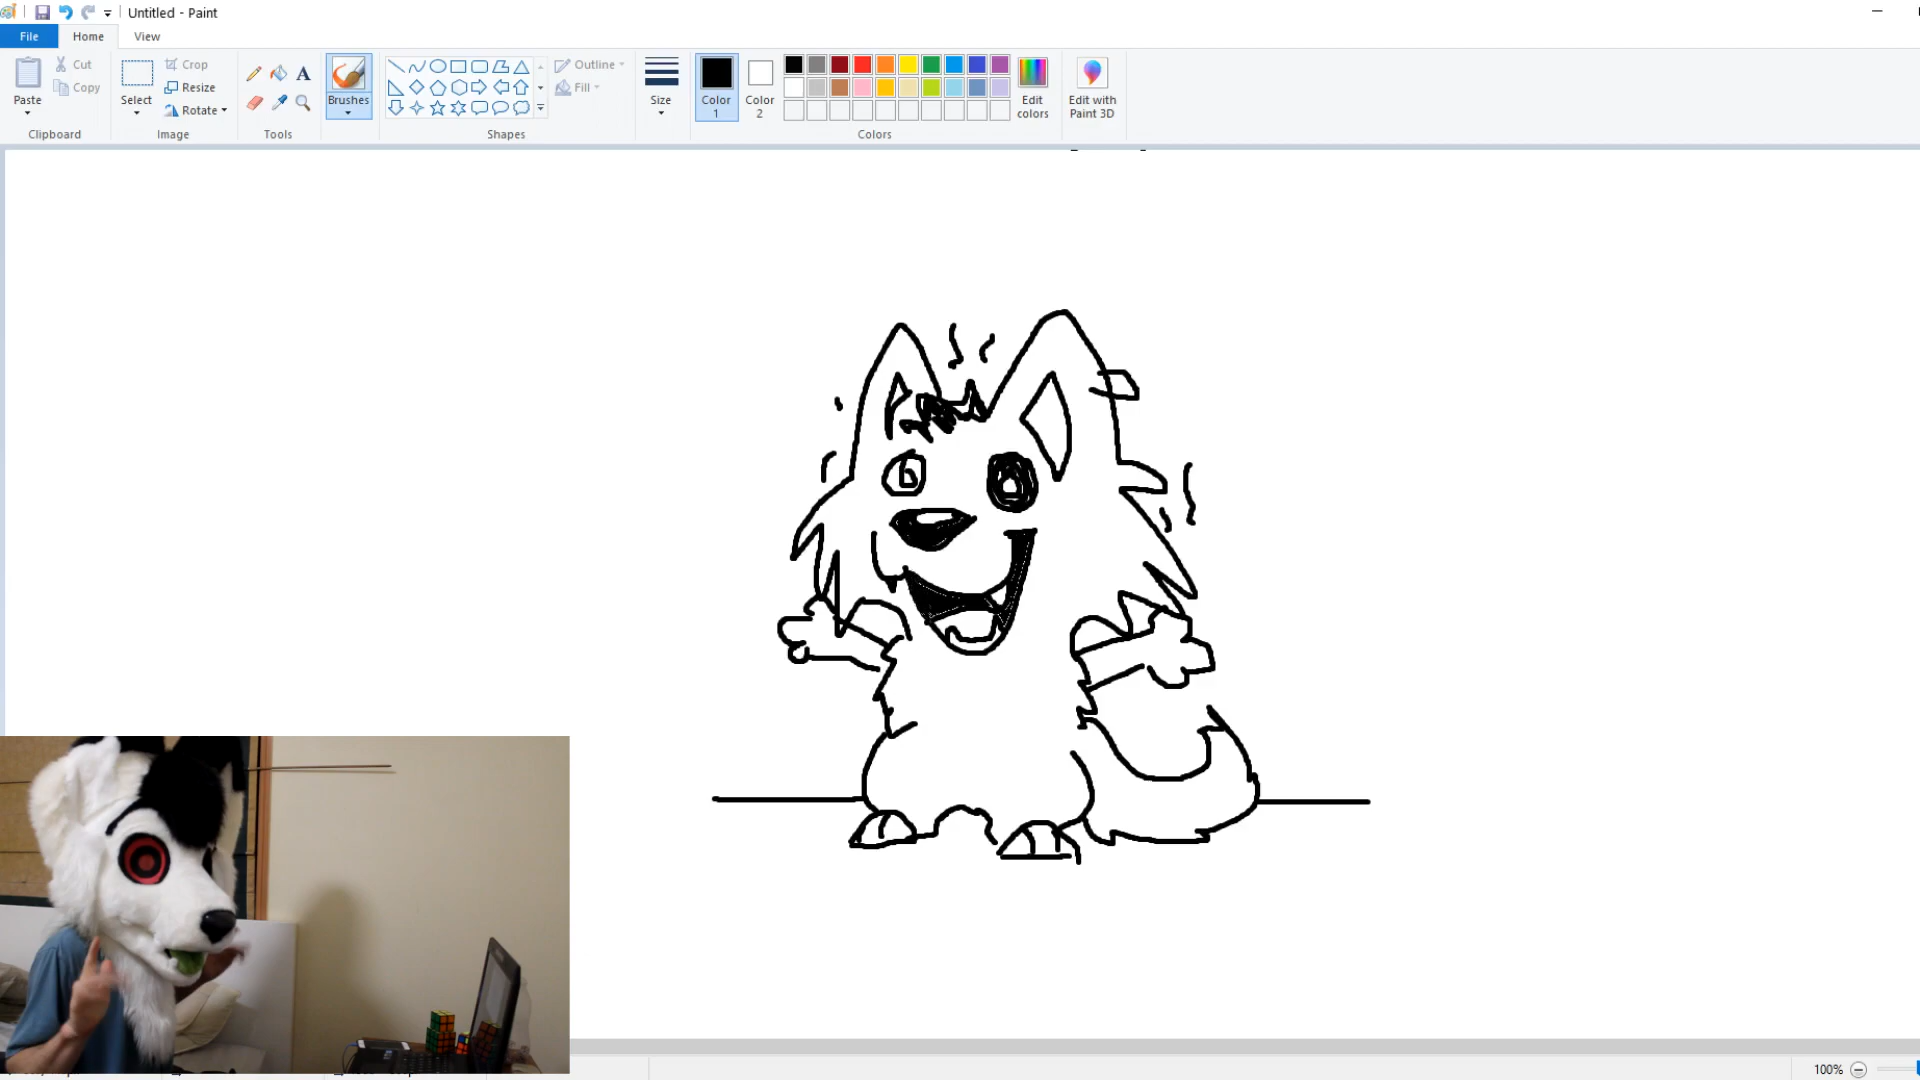 Untitled - Paint
File Home View
Paste
Cut
Copy
Clipboard
Select
Crop
Resize
Rotate
Image
A
Tools
Brushes
Outline
Fill
Shapes
Size
Color 1
Color 2
Edit colors
Colors
Edit with Paint 3D
100%